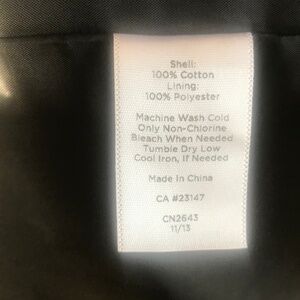 Shell:
100% Cotton
Lining:
100% Polyester
Machine Wash Cold
Only Non-Chlorine
Bleach When Needed
Tumble Dry Low
Cool Iron, If Needed
Made in China
CA #23147
CN2643
11/13